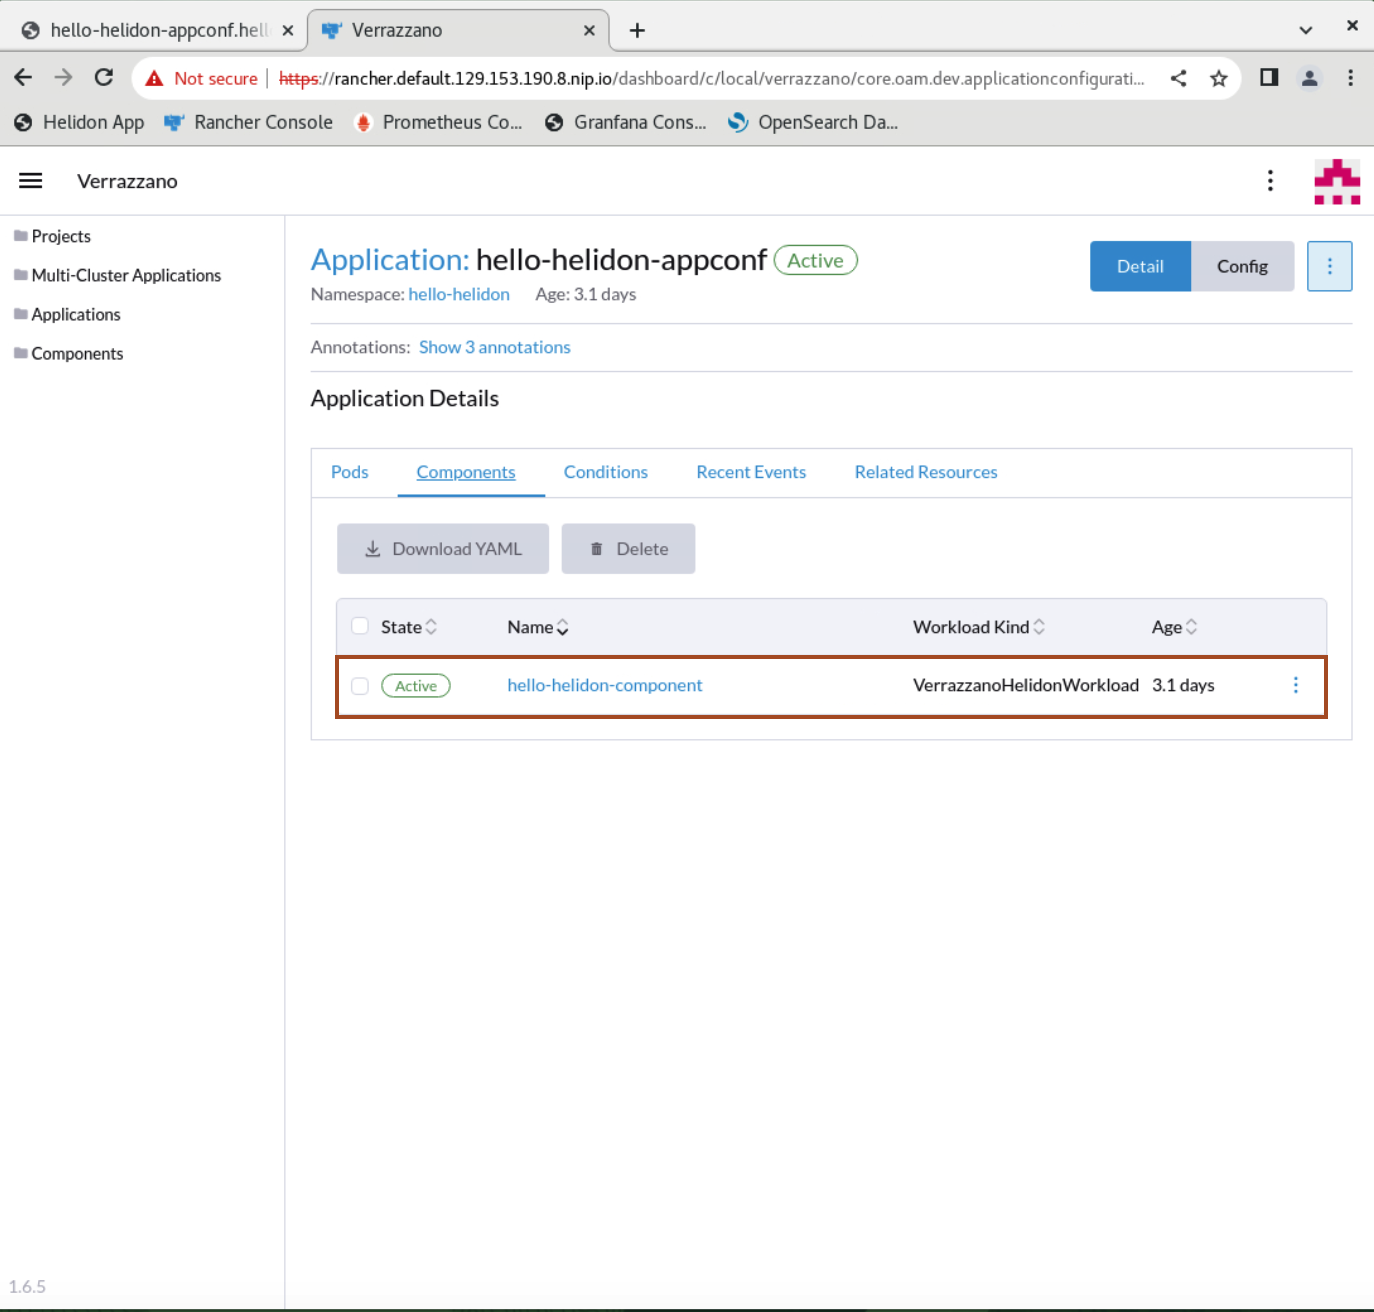 hello-helidon-appconf.hell
Verrazzano
Not secure https://rancher.default.129.153.190.8.nip.io/dashboard/c/local/verrazzano/core.oam.dev.applicationconfigurati...
Helidon App Rancher Console Prometheus Co... Granfana Cons... OpenSearch Da...
Verrazzano
Projects
Multi-Cluster Applications
Applications
Components
Application: hello-helidon-appconf Active
Detail Config
Namespace: hello-helidon Age: 3.1 days
Annotations: Show 3 annotations
Application Details
Pods Components Conditions Recent Events Related Resources
Download YAML Delete
State Name Workload Kind Age
Active hello-helidon-component VerrazzanoHelidonWorkload 3.1 days
1.6.5